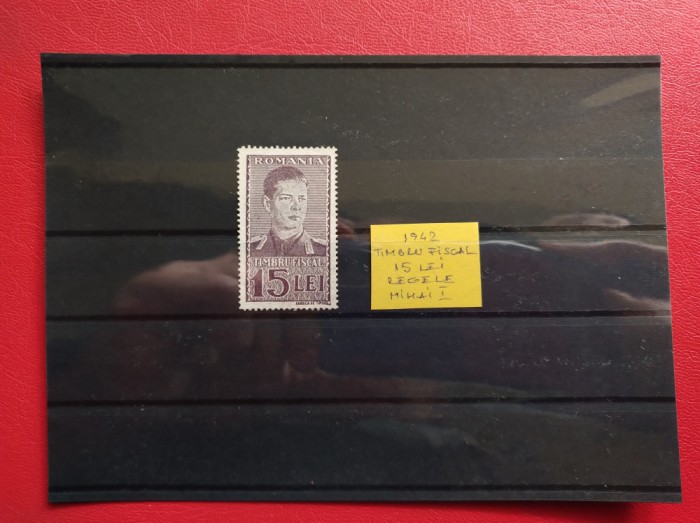 ROMANIA
TIMBRU FISCAL
15 LEI
1942
TIMBRU FISCAL
15 LEI
REGELE
MIHAI I